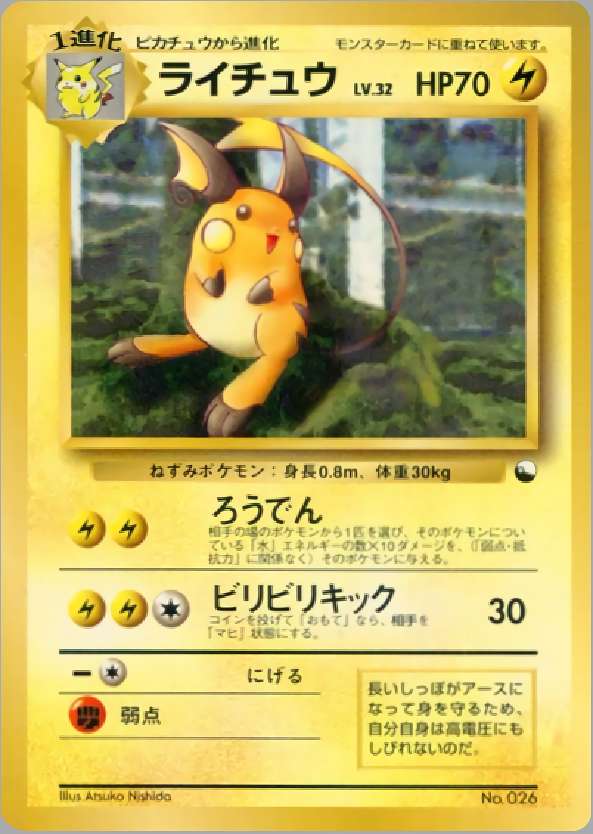 1進化 ピカチュウから進化 モンスターカードに重ねて使います。
ライチュウ LV.32 HP70
ねずみポケモン：身長0.8m、体重30kg
ろうでん
相手の場のポケモンから1匹を選び、そのポケモンについ
ている「水」エネルギーの数×10ダメージを、(「弱点・抵
抗力」に関係なく) そのポケモンに与える。
ビリビリキック 30
コインを投げて「おもて」なら、相手を
「マヒ」状態にする。
にげる
弱点
長いしっぽがアースに
なって身を守るため、
自分自身は高電圧にも
しびれないのだ。
Illus. Atsuko Nishida No. 026